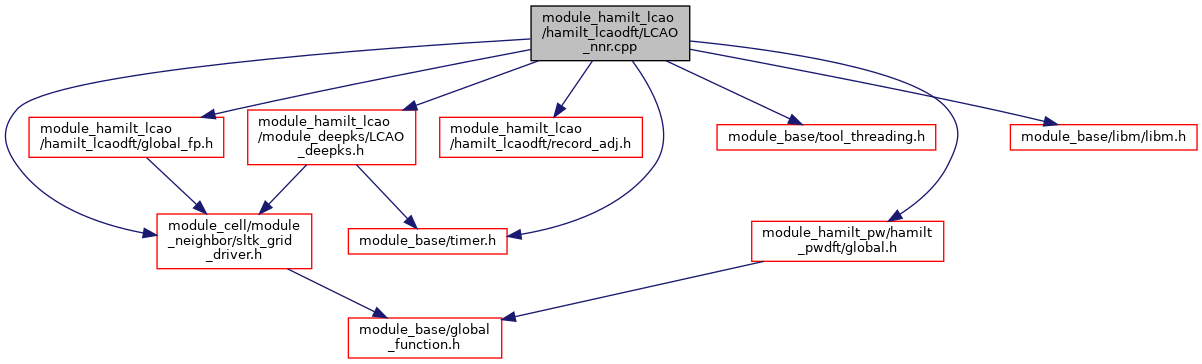 module_hamilt_lcao
/hamilt_lcaodft/LCAO
_nnr.cpp
module_hamilt_lcao
/hamilt_lcaodft/global_fp.h
module_hamilt_lcao
/module_deepks/LCAO
_deepks.h
module_hamilt_lcao
/hamilt_lcaodft/record_adj.h
module_base/tool_threading.h
module_base/libm/libm.h
module_cell/module
_neighbor/sltk_grid
_driver.h
module_base/timer.h
module_hamilt_pw/hamilt
_pwdft/global.h
module_base/global
_function.h